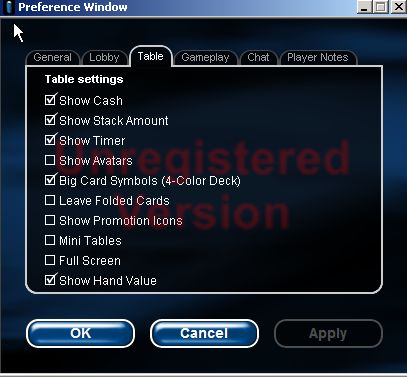 Preference Window
General Lobby Table Gameplay Chat Player Notes
Table settings
Show Cash
Show Stack Amount
Show Timer
Show Avatars
Big Card Symbols (4-Color Deck)
Leave Folded Cards
Show Promotion Icons
Mini Tables
Full Screen
Show Hand Value
Unregistered
Version
OK Cancel Apply